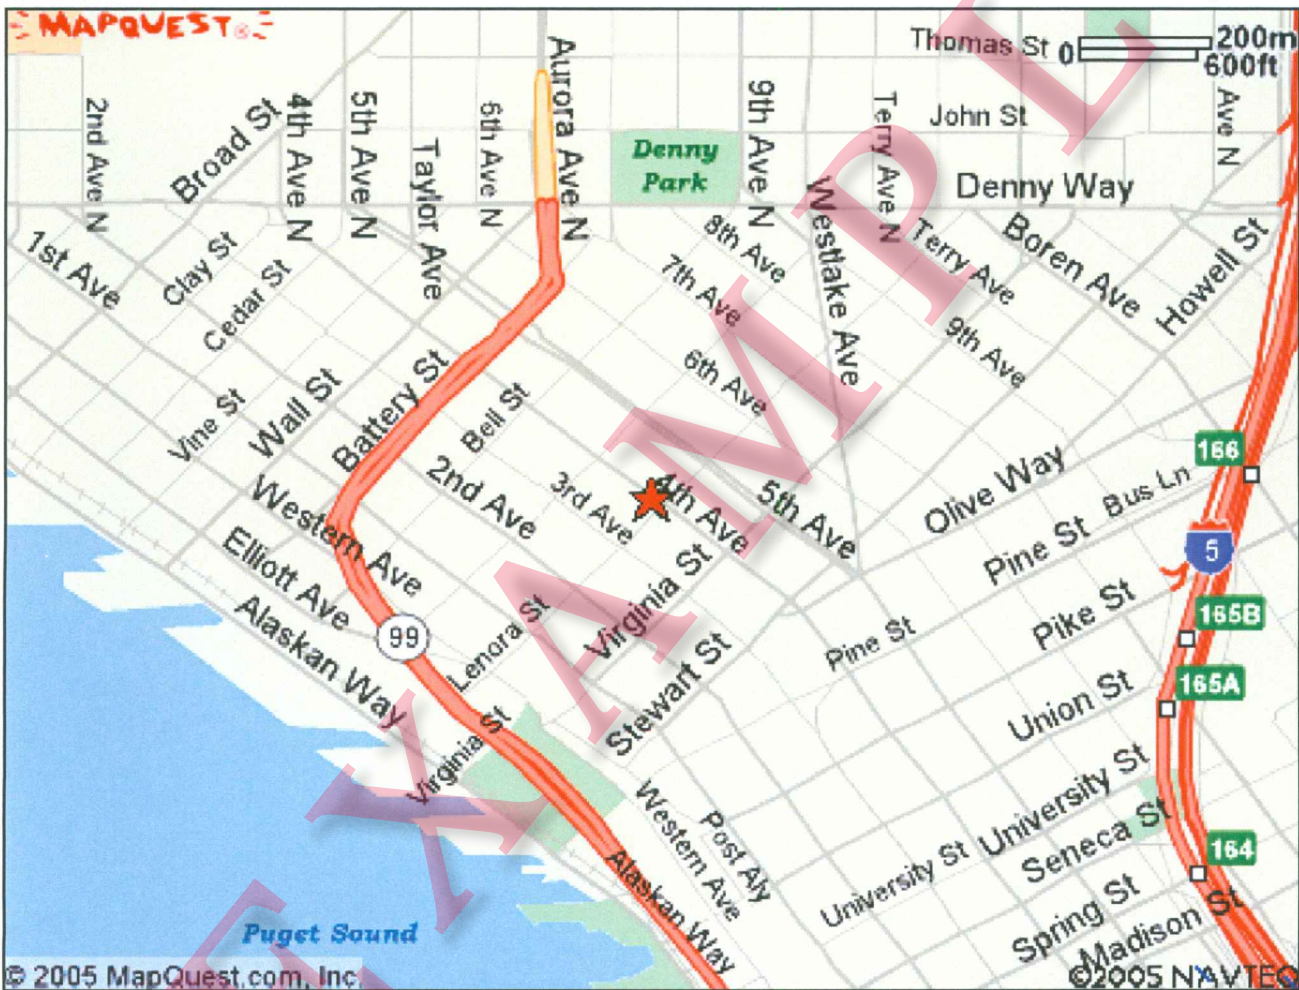 MAPQUEST
Thomas St
0
200m
600ft
2nd Ave N
Broad St
4th Ave N
5th Ave N
Taylor Ave
6th Ave N
Aurora Ave N
Denny
Park
9th Ave N
Terry Ave N
John St
Ave N
Denny Way
1st Ave
Clay St
Cedar St
8th Ave
7th Ave
Westlake Ave
Terry Ave
Boren Ave
Howell St
9th Ave
6th Ave
Vine St
Wall St
Battery St
Bell St
2nd Ave
3rd Ave
4th Ave
5th Ave
Olive Way
166
Bus Ln
Pine St
5
Western Ave
Elliott Ave
Alaskan Way
99
Lenora St
Virginia St
Stewart St
Pine St
Pike St
165B
165A
Union St
Virginia St
Western Ave
Post Aly
University St
University St
Seneca St
164
Spring St
Madison St
Alaskan Way
Puget Sound
© 2005 MapQuest.com, Inc.
©2005 NAVTEQ
EXAMPL